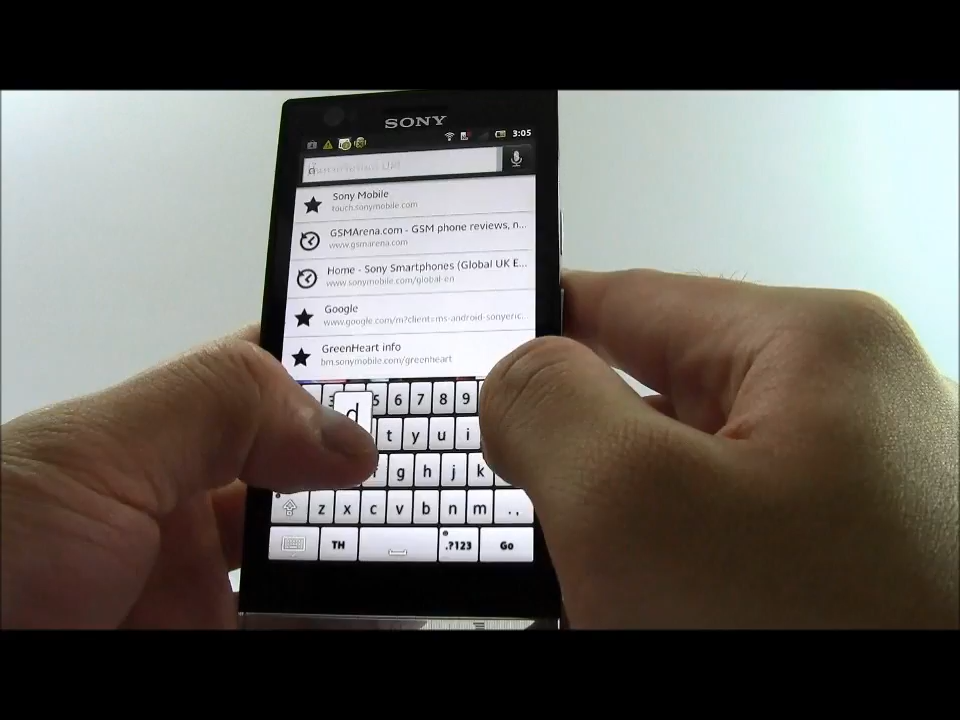 SONY
3:05
d
Sony Mobile
touch.sonymobile.com
GSMArena.com - GSM phone reviews, n...
www.gsmarena.com
Home - Sony Smartphones (Global UK E...
www.sonymobile.com/global-en
Google
www.google.com/m?client=ms-android-sonyeric...
GreenHeart info
bm.sonymobile.com/greenheart
3 5 6 7 8 9
d t y u i
g h j k
z x c v b n m . ,
TH .?123 Go